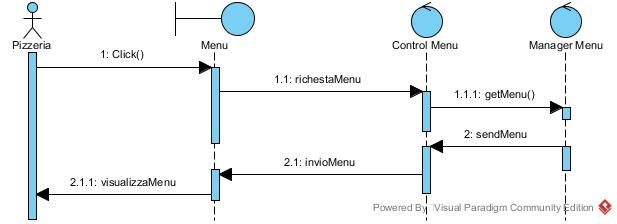 Pizzeria
Menu
Control Menu
Manager Menu
1: Click()
1.1: richestaMenu
1.1.1: getMenu()
2: sendMenu
2.1: invioMenu
2.1.1: visualizzaMenu
Powered By Visual Paradigm Community Edition